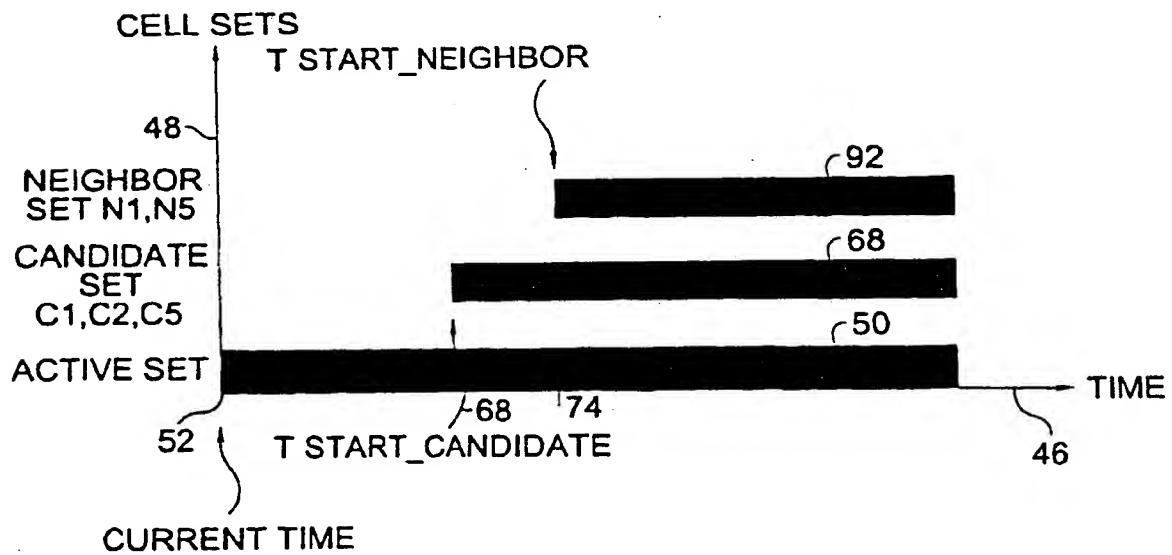 CELL SETS
T START_NEIGHBOR
48
92
NEIGHBOR
SET N1,N5
68
CANDIDATE
SET
C1,C2,C5
50
ACTIVE SET
TIME
52
68
74
46
T START_CANDIDATE
CURRENT TIME